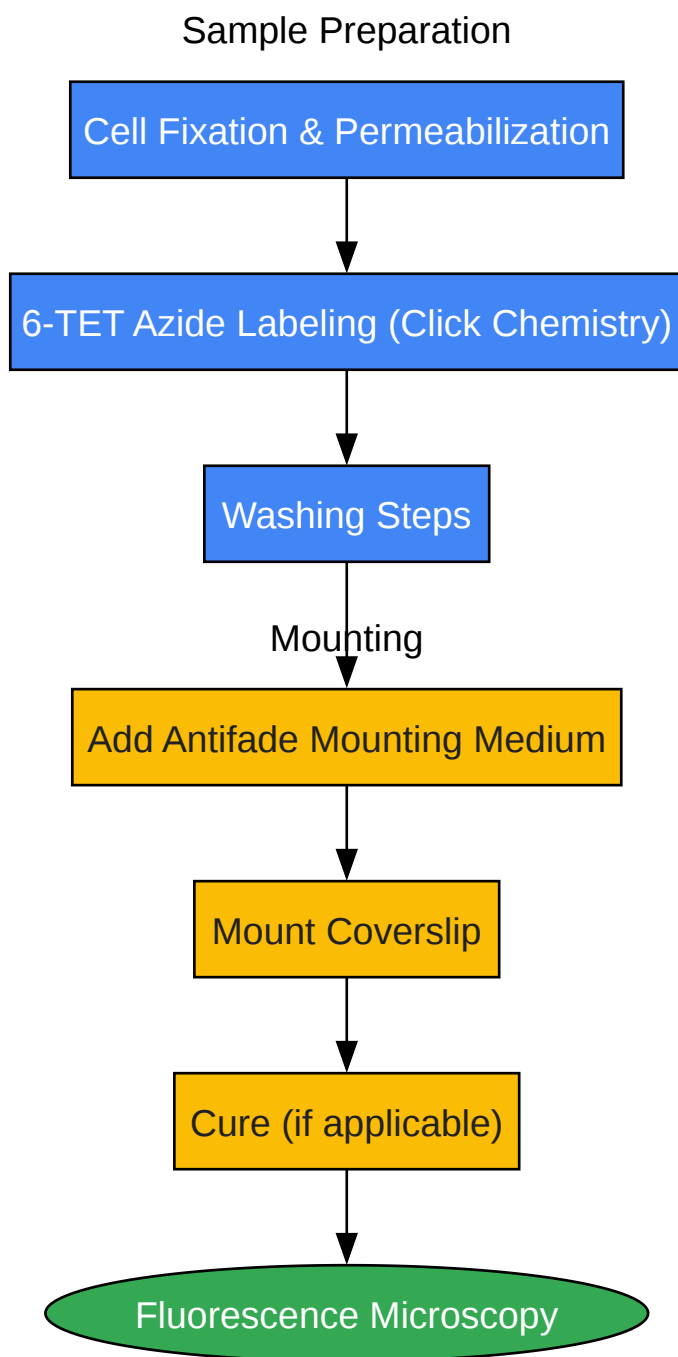 Sample Preparation
Cell Fixation & Permeabilization
6-TET Azide Labeling (Click Chemistry)
Washing Steps
Mounting
Add Antifade Mounting Medium
Mount Coverslip
Cure (if applicable)
Fluorescence Microscopy